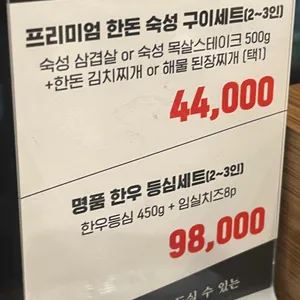 프리미엄 한돈 숙성 구이세트(2~3인)
숙성 삼겹살 or 숙성 목살스테이크 500g
+한돈 김치찌개 or 해물 된장찌개 (택1)
44,000
명품 한우 등심세트(2~3인)
한우등심 450g + 임실치즈8p
98,000
수 있는